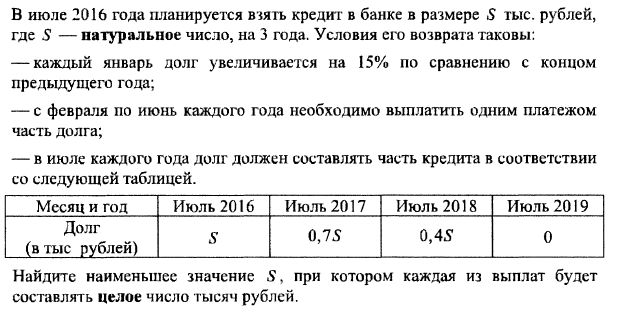 В июле 2016 года планируется взять кредит в банке в размере S тыс. рублей,
где S — натуральное число, на 3 года. Условия его возврата таковы:
— каждый январь долг увеличивается на 15% по сравнению с концом
предыдущего года;
— с февраля по июнь каждого года необходимо выплатить одним платежом
часть долга;
— в июле каждого года долг должен составлять часть кредита в соответствии
со следующей таблицей.
Месяц и год Июль 2016 Июль 2017 Июль 2018 Июль 2019
Долг
(в тыс рублей) S 0,7S 0,4S 0
Найдите наименьшее значение S, при котором каждая из выплат будет
составлять целое число тысяч рублей.